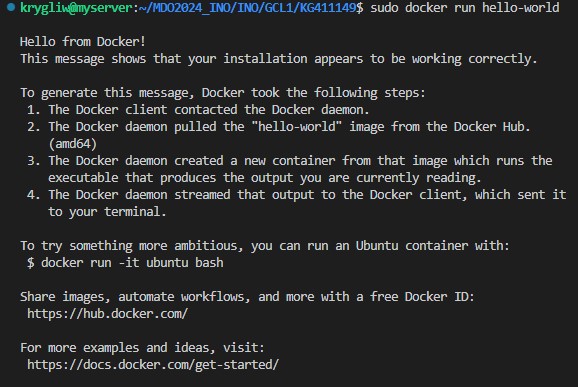 krygliw@myserver:~/MDO2024_INO/INO/GCL1/KG411149$ sudo docker run hello-world
Hello from Docker!
This message shows that your installation appears to be working correctly.
To generate this message, Docker took the following steps:
1. The Docker client contacted the Docker daemon.
2. The Docker daemon pulled the "hello-world" image from the Docker Hub.
(amd64)
3. The Docker daemon created a new container from that image which runs the
executable that produces the output you are currently reading.
4. The Docker daemon streamed that output to the Docker client, which sent it
to your terminal.
To try something more ambitious, you can run an Ubuntu container with:
$ docker run -it ubuntu bash
Share images, automate workflows, and more with a free Docker ID:
https://hub.docker.com/
For more examples and ideas, visit:
https://docs.docker.com/get-started/